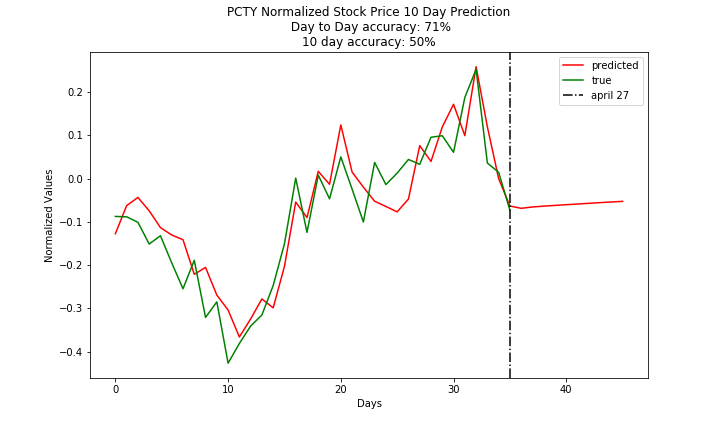 PCTY Normalized Stock Price 10 Day Prediction
Day to Day accuracy: 71%
10 day accuracy: 50%
predicted
true
april 27
Normalized Values
0.2
0.1
0.0
−0.1
−0.2
−0.3
−0.4
0
10
20
30
40
Days